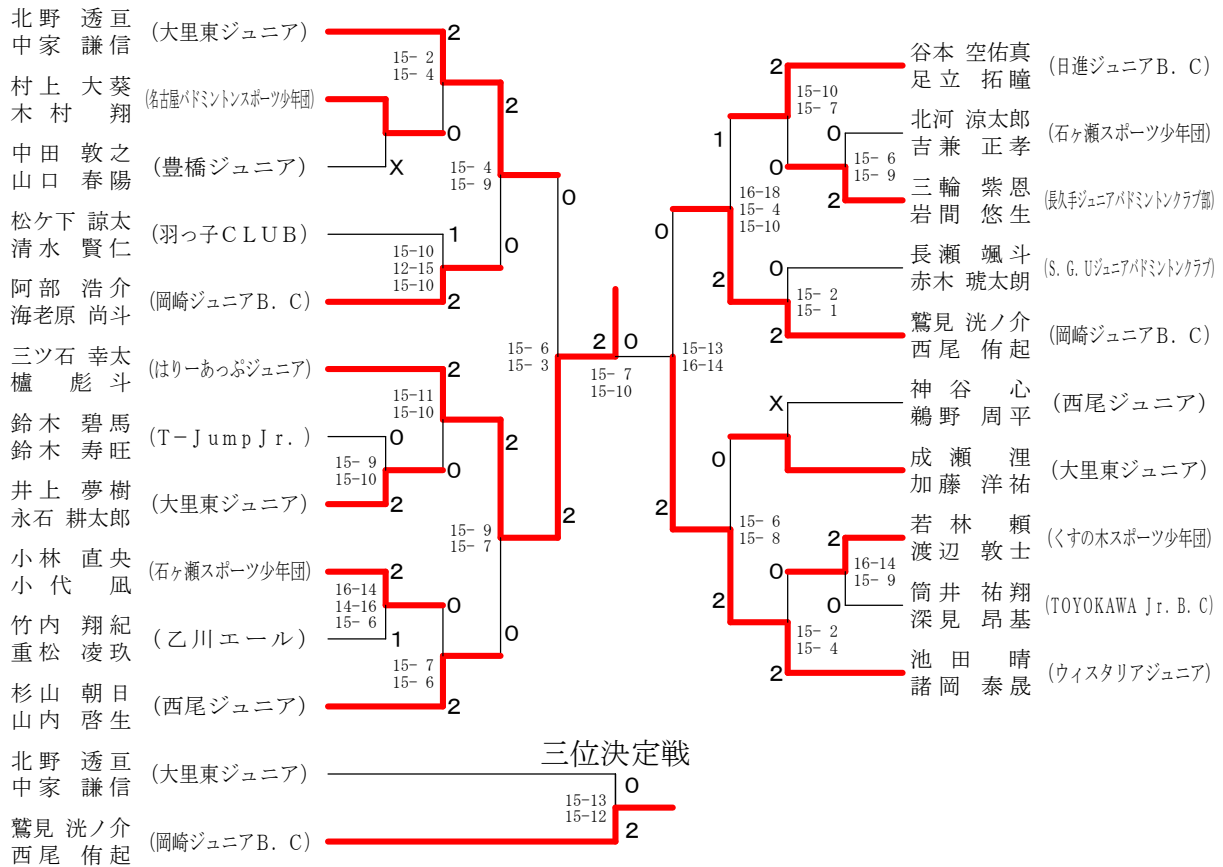 北野 透亘
中家 謙信
(大里東ジュニア)
2
15- 2
15- 4
村上 大葵
木村 翔
(名古屋バドミントンスポーツ少年団)
0
2
中田 敦之
山口 春陽
(豊橋ジュニア)
X
15- 4
15- 9
0
松ケ下 諒太
清水 賢仁
(羽っ子CLUB)
1
15-10
12-15
15-10
0
阿部 浩介
海老原 尚斗
(岡崎ジュニアB.C)
2
15- 6
15- 3
2
三ツ石 幸太
櫨 彪斗
(はりーあっぷジュニア)
2
15-11
15-10
2
鈴木 碧馬
鈴木 寿旺
(T-JumpJr.)
0
15- 9
15-10
0
井上 夢樹
永石 耕太郎
(大里東ジュニア)
2
15- 9
15- 7
2
小林 直央
小代 凪
(石ヶ瀬スポーツ少年団)
2
16-14
14-16
15- 6
0
0
竹内 翔紀
重松 凌玖
(乙川エール)
1
15- 7
15- 6
杉山 朝日
山内 啓生
(西尾ジュニア)
2
0
15- 7
15-10
谷本 空佑真
足立 拓瞳
(日進ジュニアB.C)
2
15-10
15- 7
1
北河 涼太郎
吉兼 正孝
(石ヶ瀬スポーツ少年団)
0
15- 6
15- 9
0
三輪 紫恩
岩間 悠生
(長久手ジュニアバドミントンクラブ部)
2
16-18
15- 4
15-10
0
長瀬 颯斗
赤木 琥太朗
(S.G.Uジュニアバドミントンクラブ)
0
15- 2
15- 1
2
鷲見 洸ノ介
西尾 侑起
(岡崎ジュニアB.C)
2
15-13
16-14
神谷 心
鵜野 周平
(西尾ジュニア)
X
0
成瀬 浬
加藤 洋祐
(大里東ジュニア)
2
15- 6
15- 8
若林 頼
渡辺 敦士
(くすの木スポーツ少年団)
2
16-14
15- 9
0
2
筒井 祐翔
深見 昂基
(TOYOKAWA Jr.B.C)
0
15- 2
15- 4
池田 晴
諸岡 泰晟
(ウィスタリアジュニア)
2
三位決定戦
北野 透亘
中家 謙信
(大里東ジュニア)
0
15-13
15-12
鷲見 洸ノ介
西尾 侑起
(岡崎ジュニアB.C)
2